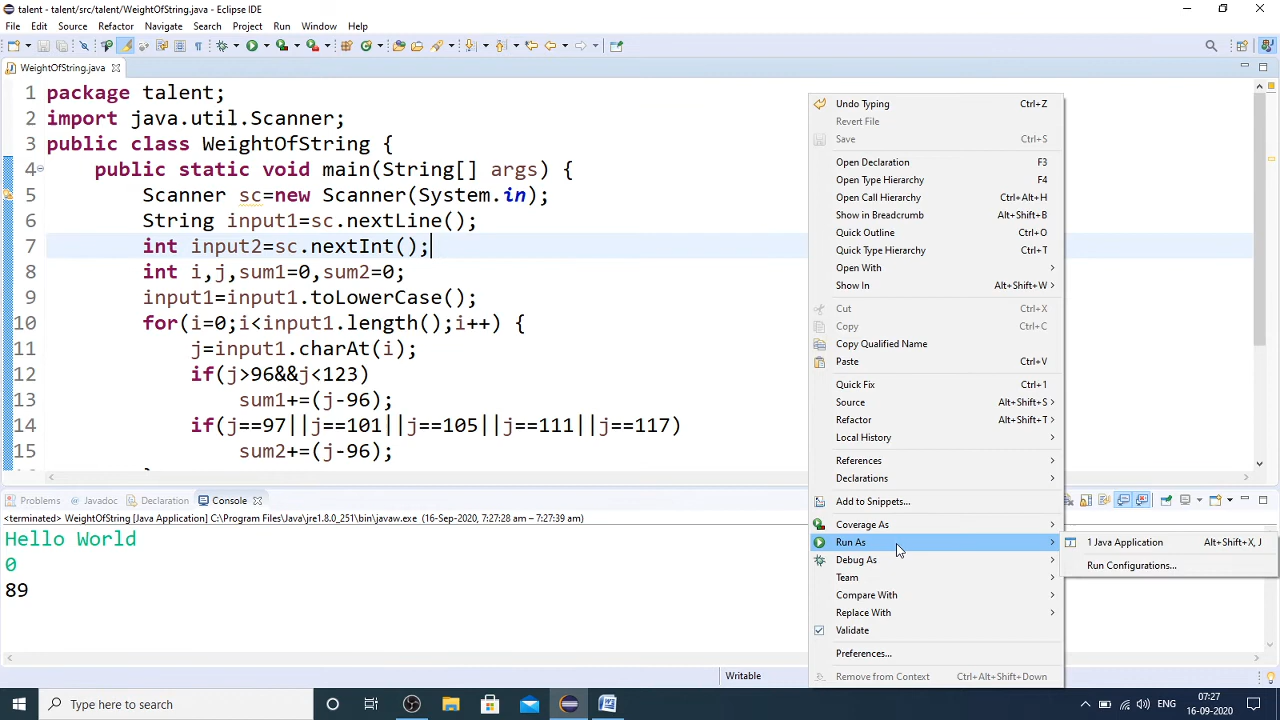 talent - talent/src/talent/WeightOfString.java - Eclipse IDE
File Edit Source Refactor Navigate Search Project Run Window Help
WeightOfString.java
1 package talent;
2 import java.util.Scanner;
3 public class WeightOfString {
4 public static void main(String[] args) {
5 Scanner sc=new Scanner(System.in);
6 String input1=sc.nextLine();
7 int input2=sc.nextInt();
8 int i,j,sum1=0,sum2=0;
9 input1=input1.toLowerCase();
10 for(i=0;i<input1.length();i++) {
11 j=input1.charAt(i);
12 if(j>96&&j<123)
13 sum1+=(j-96);
14 if(j==97||j==101||j==105||j==111||j==117)
15 sum2+=(j-96);
Problems Javadoc Declaration Console
<terminated> WeightOfString [Java Application] C:\Program Files\Java\jre1.8.0_251\bin\javaw.exe (16-Sep-2020, 7:27:28 am – 7:27:39 am)
Hello World
0
89
Undo Typing Ctrl+Z
Revert File
Save Ctrl+S
Open Declaration F3
Open Type Hierarchy F4
Open Call Hierarchy Ctrl+Alt+H
Show in Breadcrumb Alt+Shift+B
Quick Outline Ctrl+O
Quick Type Hierarchy Ctrl+T
Open With
Show In Alt+Shift+W
Cut Ctrl+X
Copy Ctrl+C
Copy Qualified Name
Paste Ctrl+V
Quick Fix Ctrl+1
Source Alt+Shift+S
Refactor Alt+Shift+T
Local History
References
Declarations
Add to Snippets...
Coverage As
Run As
Debug As
Team
Compare With
Replace With
Validate
Preferences...
Remove from Context Ctrl+Alt+Shift+Down
1 Java Application Alt+Shift+X, J
Run Configurations...
Writable
Type here to search
ENG
07:27
16-09-2020